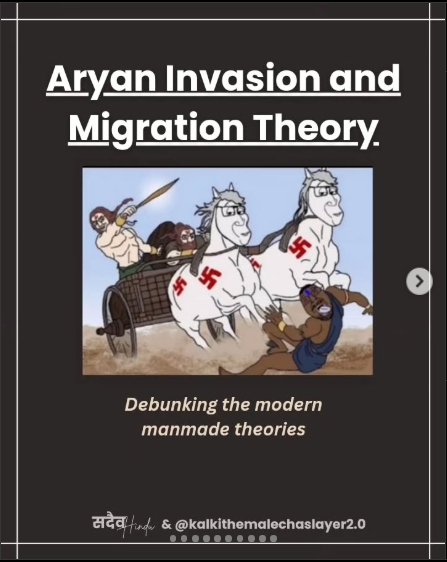 Aryan Invasion and
Migration Theory
Debunking the modern
manmade theories
सदैव Hindu & @kalkithemalechaslayer2.0